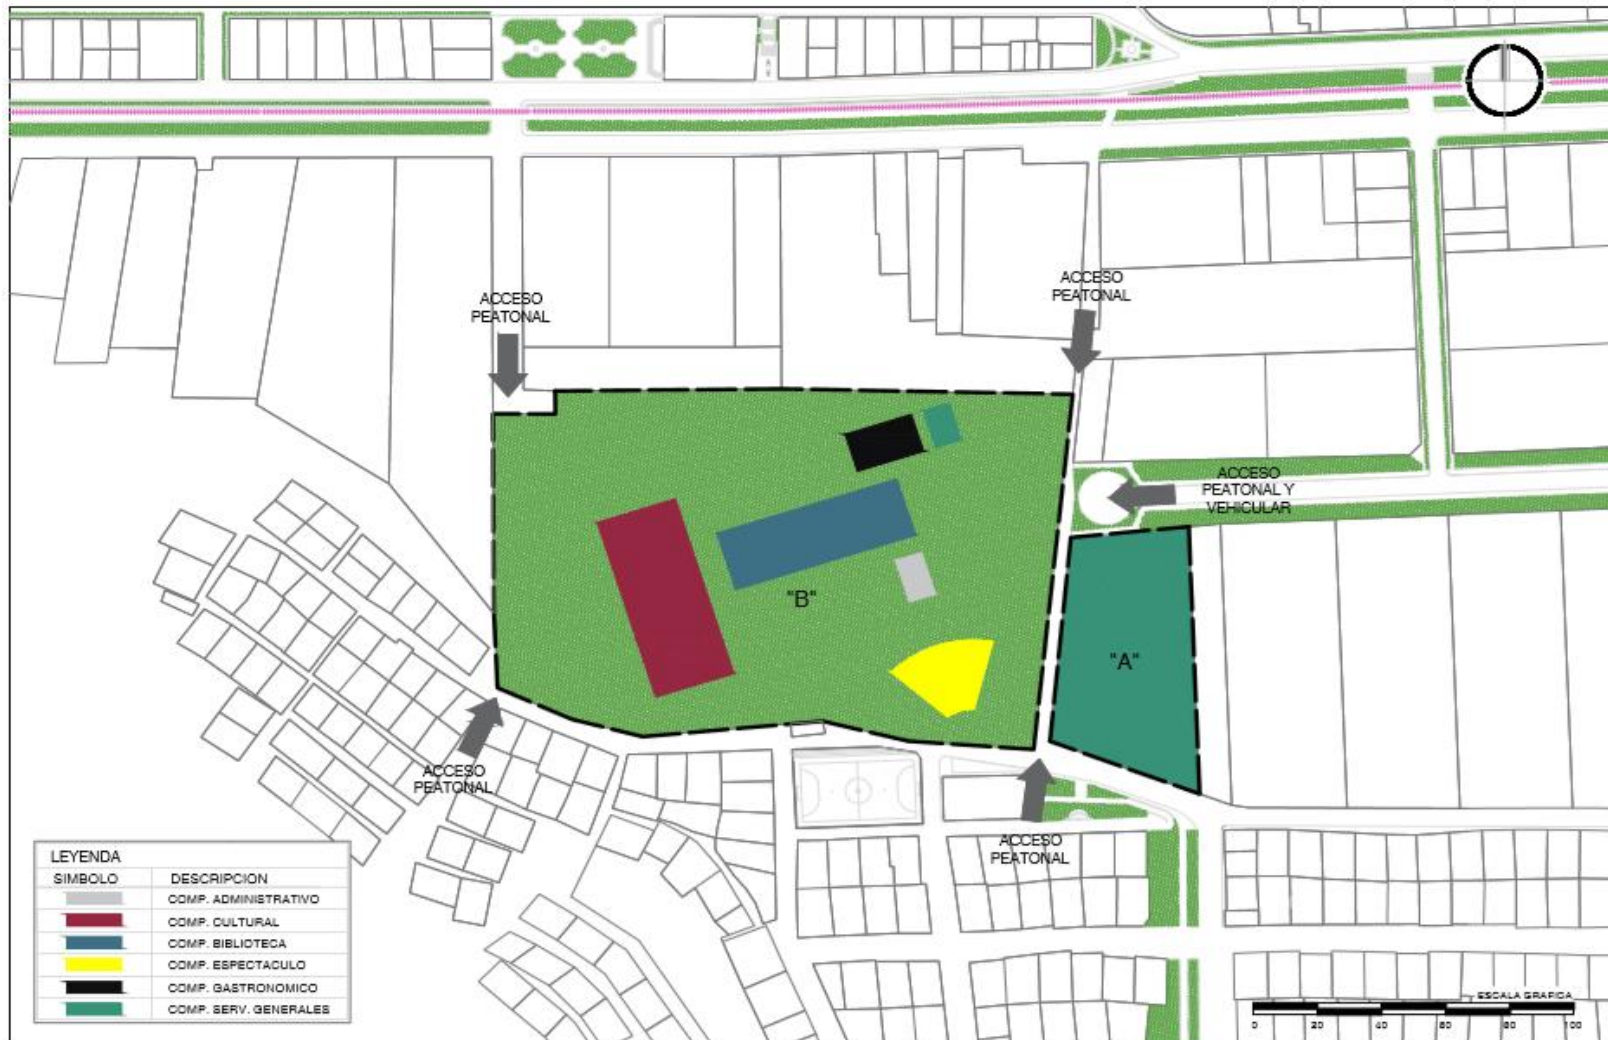 ACCESO
PEATONAL
ACCESO
PEATONAL
ACCESO
PEATONAL Y
VEHICULAR
"B"
"A"
ACCESO
PEATONAL
ACCESO
PEATONAL
LEYENDA
SIMBOLO DESCRIPCION
COMP. ADMINISTRATIVO
COMP. CULTURAL
COMP. BIBLIOTECA
COMP. ESPECTACULO
COMP. GASTRONOMICO
COMP. SERV. GENERALES
ESCALA GRAFICA
0 20 40 60 80 100